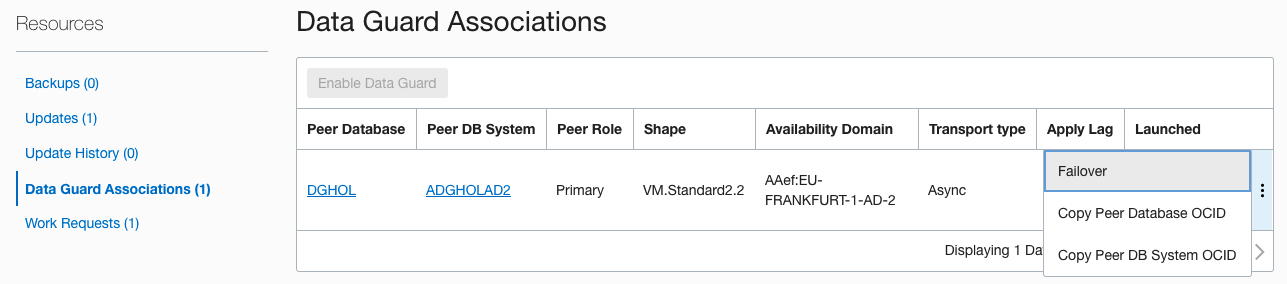 Resources
Backups (0)
Updates (1)
Update History (0)
Data Guard Associations (1)
Work Requests (1)
Data Guard Associations
Enable Data Guard
Peer Database Peer DB System Peer Role Shape Availability Domain Transport type Apply Lag Launched
DGHOL ADGHOLAD2 Primary VM.Standard2.2 AAef:EU-
FRANKFURT-1-AD-2 Async
Displaying 1 Da
Failover
Copy Peer Database OCID
Copy Peer DB System OCID